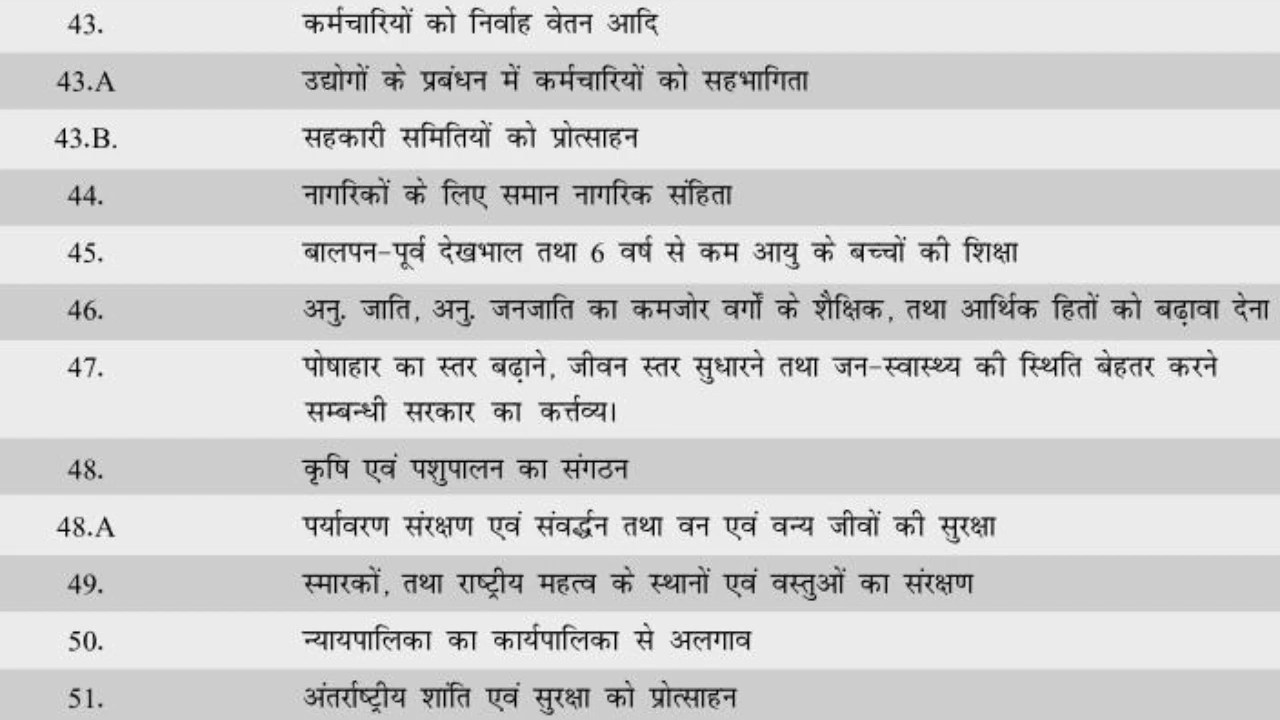 43. कर्मचारियों को निर्वाह वेतन आदि
43.A उद्योगों के प्रबंधन में कर्मचारियों को सहभागिता
43.B. सहकारी समितियों को प्रोत्साहन
44. नागरिकों के लिए समान नागरिक संहिता
45. बालपन-पूर्व देखभाल तथा 6 वर्ष से कम आयु के बच्चों की शिक्षा
46. अनु. जाति, अनु. जनजाति का कमजोर वर्गों के शैक्षिक, तथा आर्थिक हितों को बढ़ावा देना
47. पोषाहार का स्तर बढ़ाने, जीवन स्तर सुधारने तथा जन-स्वास्थ्य की स्थिति बेहतर करने
सम्बन्धी सरकार का कर्त्तव्य।
48. कृषि एवं पशुपालन का संगठन
48.A पर्यावरण संरक्षण एवं संवर्द्धन तथा वन एवं वन्य जीवों की सुरक्षा
49. स्मारकों, तथा राष्ट्रीय महत्व के स्थानों एवं वस्तुओं का संरक्षण
50. न्यायपालिका का कार्यपालिका से अलगाव
51. अंतर्राष्ट्रीय शांति एवं सुरक्षा को प्रोत्साहन